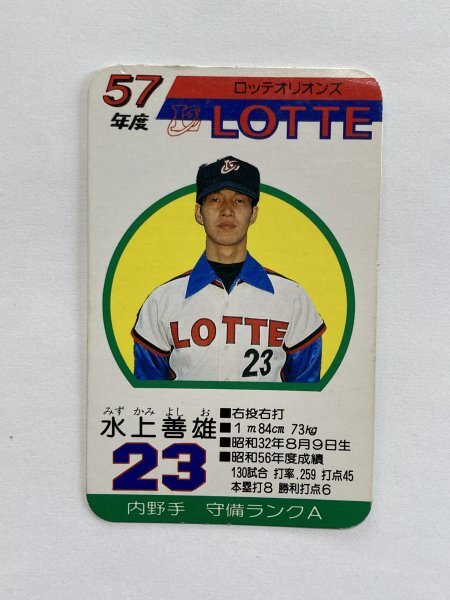 57
年度
ロッテオリオンズ
LOTTE
LOTTE
23
みず かみ よし お
水上善雄
23
■右投右打
■1m84cm 73kg
■昭和32年8月9日生
■昭和56年度成績
130試合 打率.259 打点45
本塁打8 勝利打点6
内野手 守備ランクA